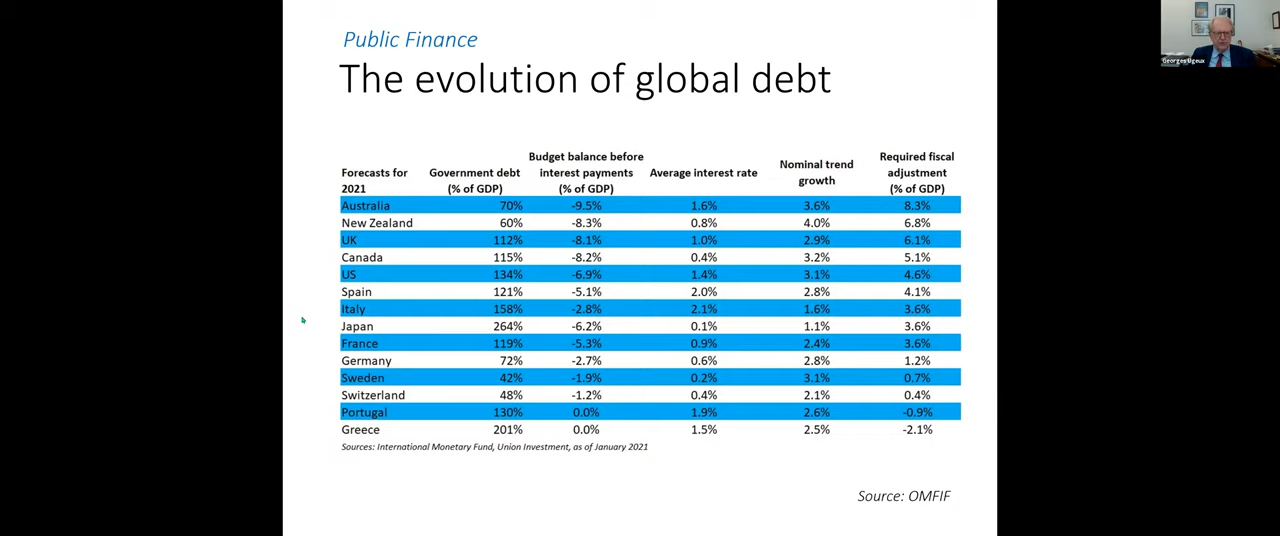 Public Finance
The evolution of global debt
Georges Ugeux
Forecasts for 2021 Government debt (% of GDP) Budget balance before interest payments (% of GDP) Average interest rate Nominal trend growth Required fiscal adjustment (% of GDP)
Australia 70% -9.5% 1.6% 3.6% 8.3%
New Zealand 60% -8.3% 0.8% 4.0% 6.8%
UK 112% -8.1% 1.0% 2.9% 6.1%
Canada 115% -8.2% 0.4% 3.2% 5.1%
US 134% -6.9% 1.4% 3.1% 4.6%
Spain 121% -5.1% 2.0% 2.8% 4.1%
Italy 158% -2.8% 2.1% 1.6% 3.6%
Japan 264% -6.2% 0.1% 1.1% 3.6%
France 119% -5.3% 0.9% 2.4% 3.6%
Germany 72% -2.7% 0.6% 2.8% 1.2%
Sweden 42% -1.9% 0.2% 3.1% 0.7%
Switzerland 48% -1.2% 0.4% 2.1% 0.4%
Portugal 130% 0.0% 1.9% 2.6% -0.9%
Greece 201% 0.0% 1.5% 2.5% -2.1%
Sources: International Monetary Fund, Union Investment, as of January 2021
Source: OMFIF